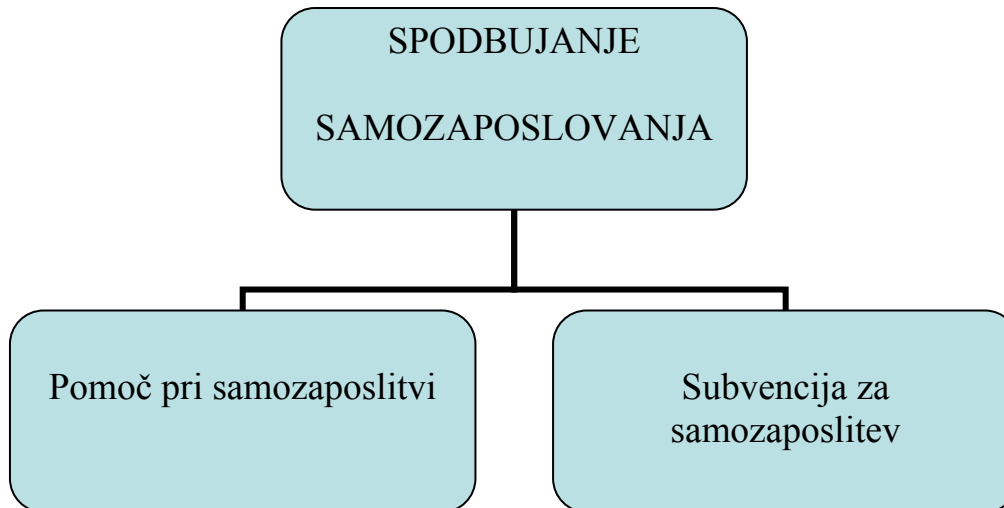 SPODBUJANJE
SAMOZAPOSLOVANJA
Pomoč pri samozaposlitvi
Subvencija za
samozaposlitev